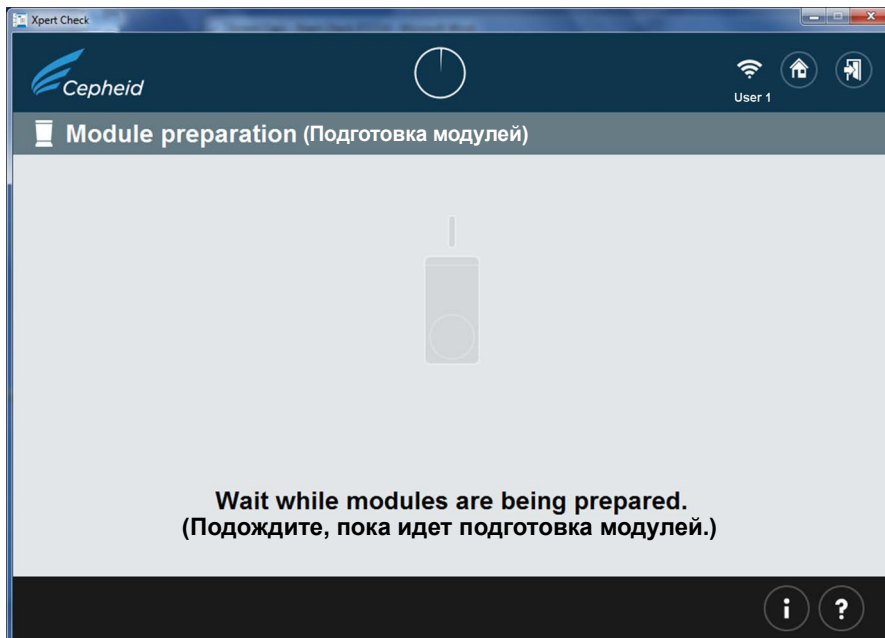 Xpert Check
Cepheid
User 1
Module preparation (Подготовка модулей)
Wait while modules are being prepared.
(Подождите, пока идет подготовка модулей.)
i ?